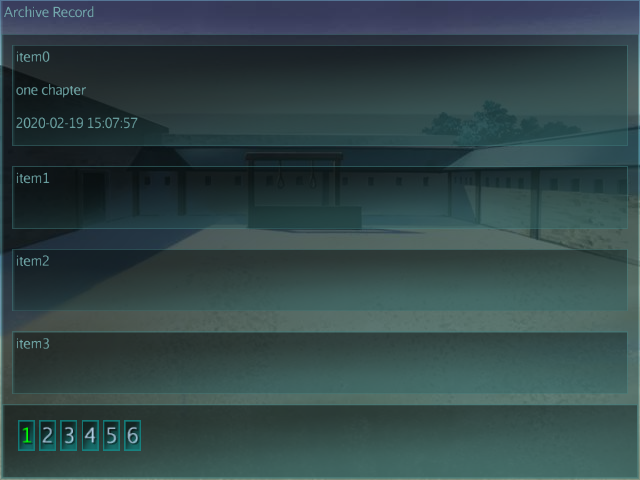 Archive Record
item0
one chapter
2020-02-19 15:07:57
item1
item2
item3
1 2 3 4 5 6